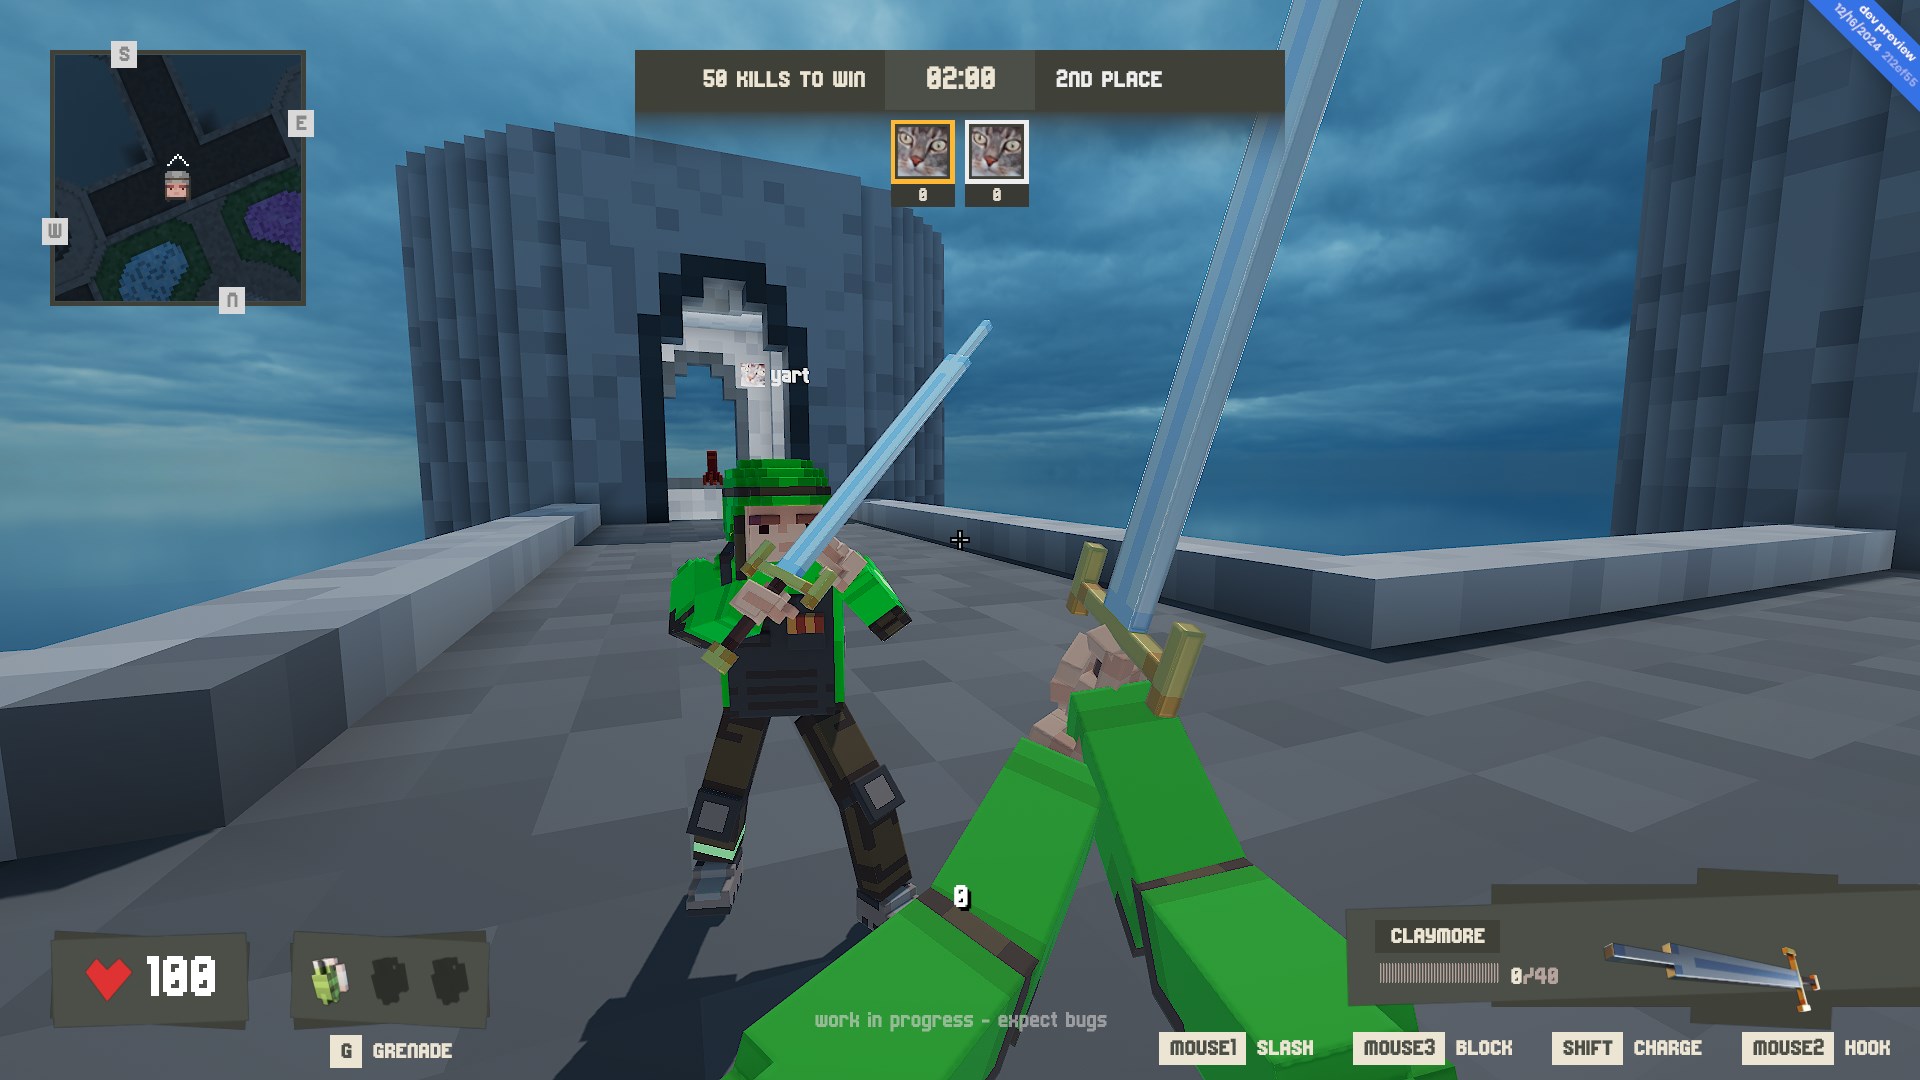 S
E
W
N
50 KILLS TO WIN
02:00
2ND PLACE
0
0
dev preview
12/16/2024 212ef55
yart
0
100
G GRENADE
work in progress - expect bugs
CLAYMORE
0/40
MOUSE1 SLASH
MOUSE3 BLOCK
SHIFT CHARGE
MOUSE2 HOOK